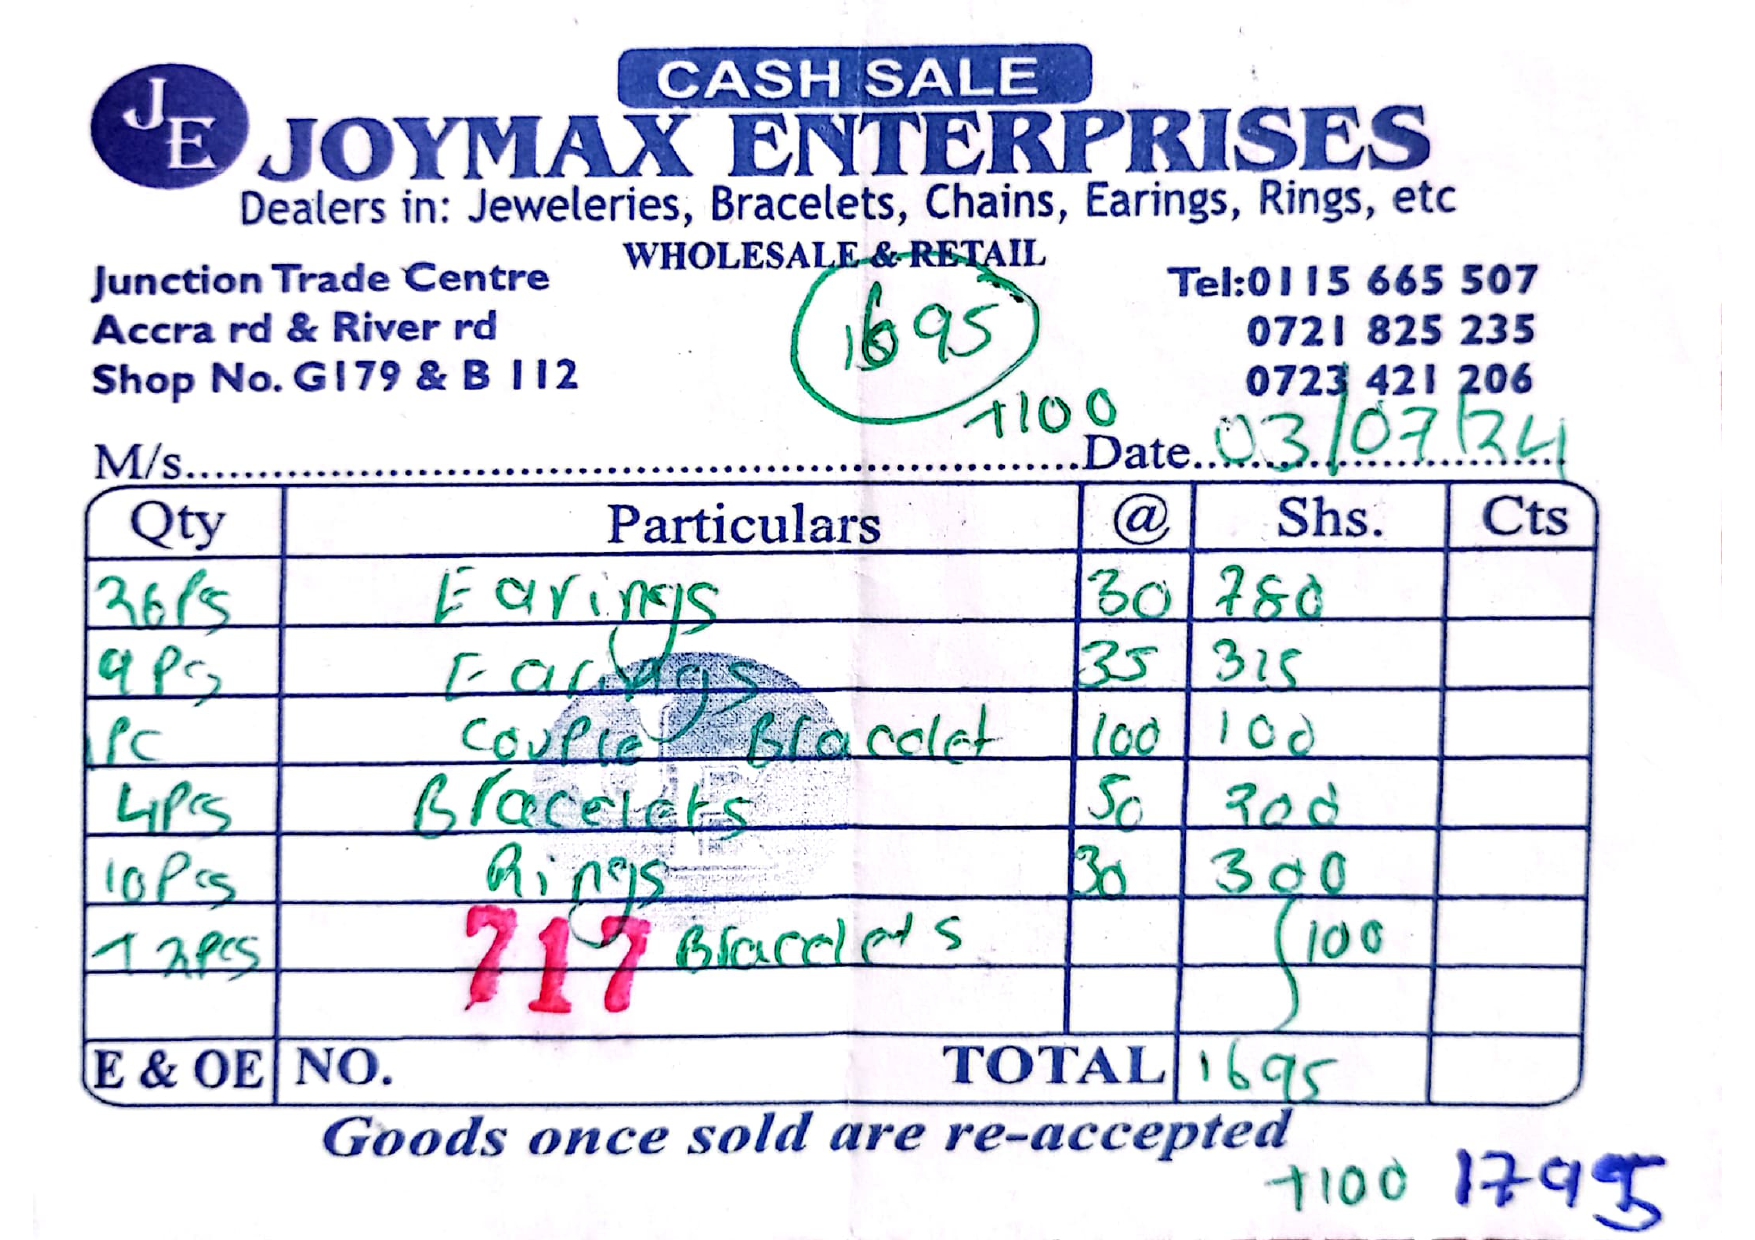 CASH SALE
JE JOYMAX ENTERPRISES
Dealers in: Jeweleries, Bracelets, Chains, Earings, Rings, etc
WHOLESALE & RETAIL
Junction Trade Centre
Accra rd & River rd
Shop No. G179 & B 112
1695
+100
Tel:0115 665 507
0721 825 235
0723 421 206
M/s. Date. 03/07/24
Qty Particulars @ Shs. Cts
26Ps Earings 30 780
9Ps Earings 35 315
1Pc Couple Bracelet 100 100
4Pcs Bracelets 50 200
10Pcs Rings 30 300
+2Pcs Bracelets 100
717
E & OE NO. TOTAL 1695
Goods once sold are re-accepted
+100 1795